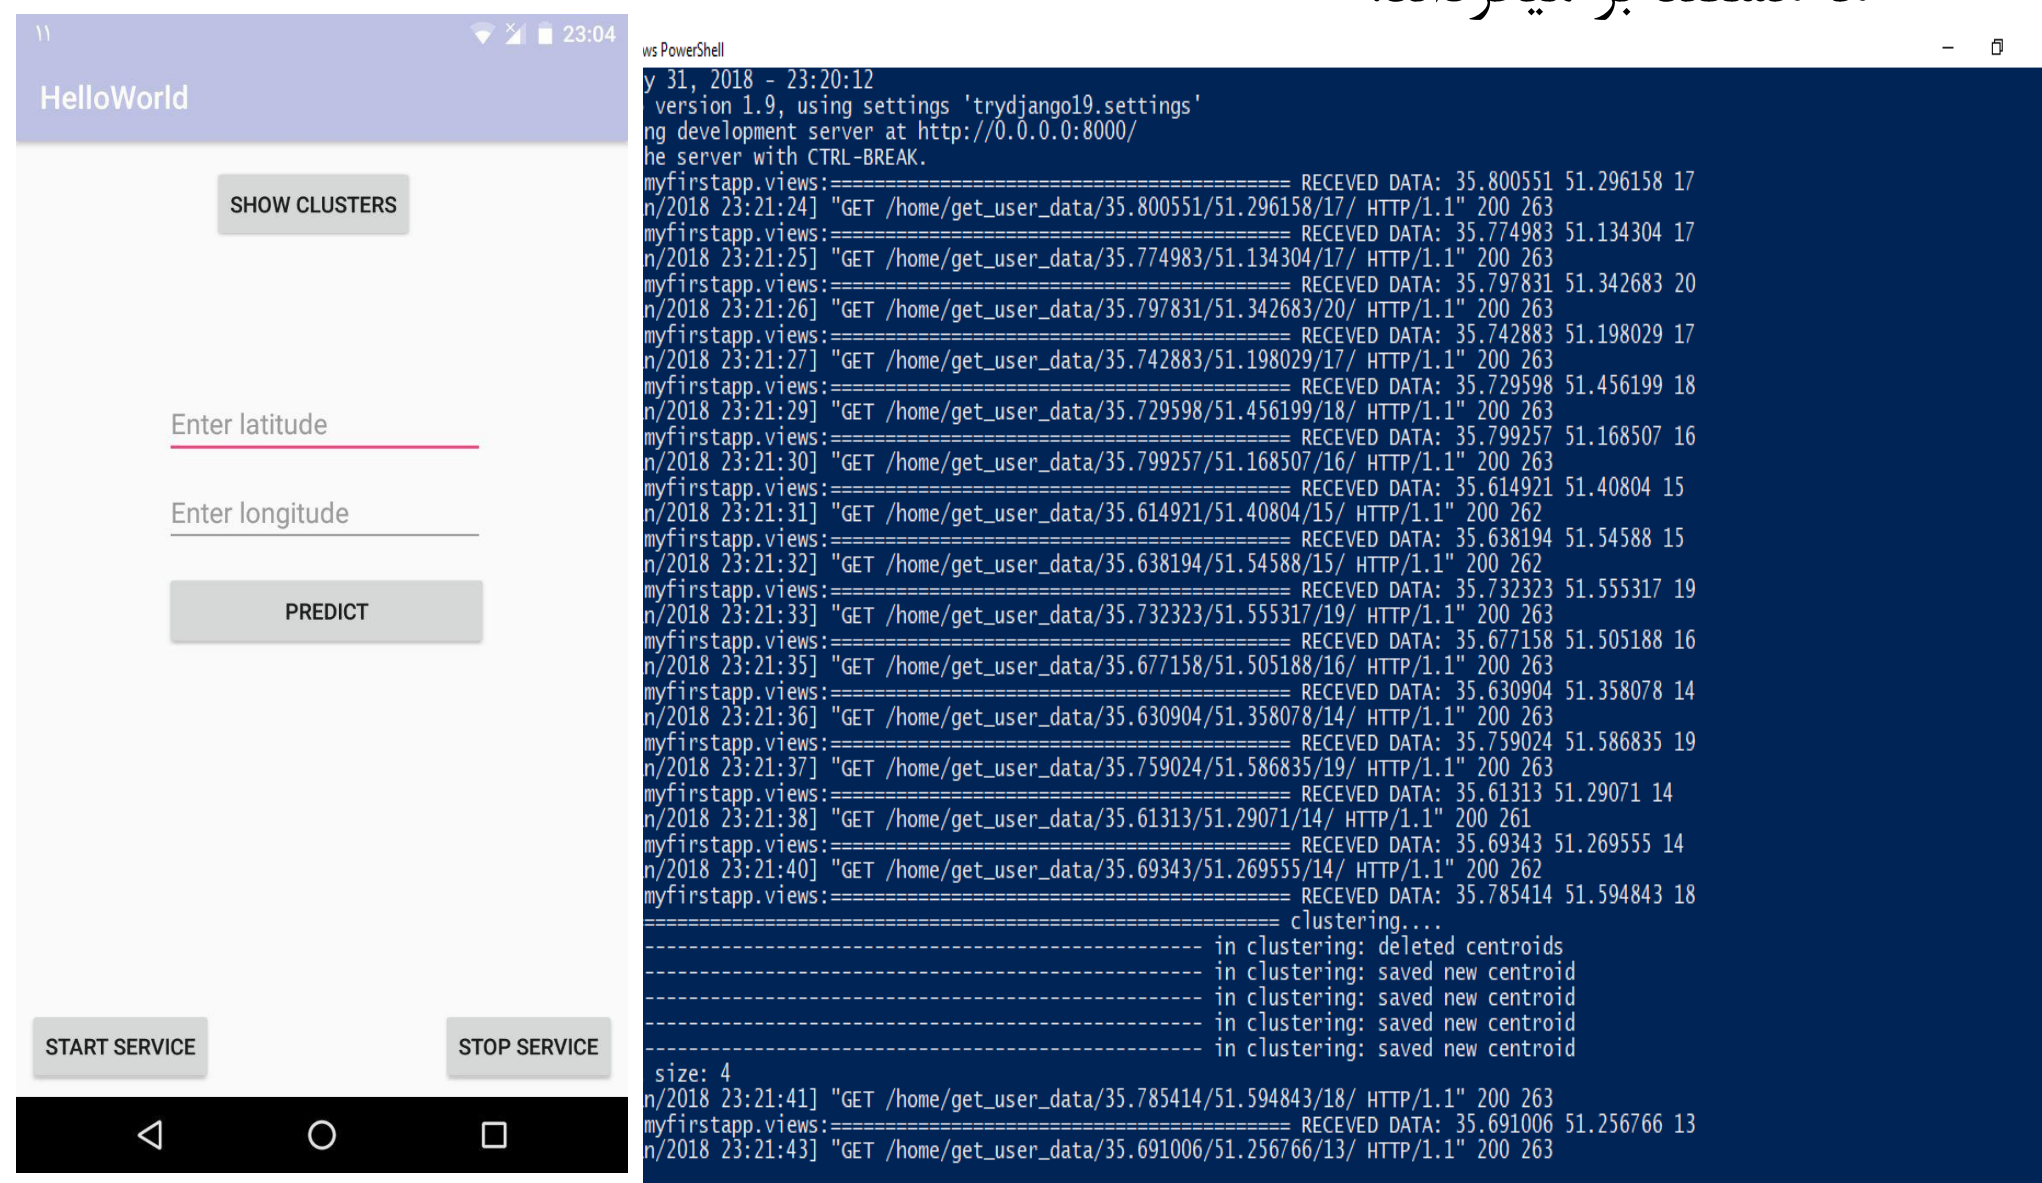 ۱۱ 23:04
HelloWorld
SHOW CLUSTERS
Enter latitude
Enter longitude
PREDICT
START SERVICE STOP SERVICE
ws PowerShell
y 31, 2018 - 23:20:12
version 1.9, using settings 'trydjango19.settings'
ng development server at http://0.0.0.0:8000/
he server with CTRL-BREAK.
myfirstapp.views:========================================== RECEVED DATA: 35.800551 51.296158 17
n/2018 23:21:24] "GET /home/get_user_data/35.800551/51.296158/17/ HTTP/1.1" 200 263
myfirstapp.views:========================================== RECEVED DATA: 35.774983 51.134304 17
n/2018 23:21:25] "GET /home/get_user_data/35.774983/51.134304/17/ HTTP/1.1" 200 263
myfirstapp.views:========================================== RECEVED DATA: 35.797831 51.342683 20
n/2018 23:21:26] "GET /home/get_user_data/35.797831/51.342683/20/ HTTP/1.1" 200 263
myfirstapp.views:========================================== RECEVED DATA: 35.742883 51.198029 17
n/2018 23:21:27] "GET /home/get_user_data/35.742883/51.198029/17/ HTTP/1.1" 200 263
myfirstapp.views:========================================== RECEVED DATA: 35.729598 51.456199 18
n/2018 23:21:29] "GET /home/get_user_data/35.729598/51.456199/18/ HTTP/1.1" 200 263
myfirstapp.views:========================================== RECEVED DATA: 35.799257 51.168507 16
n/2018 23:21:30] "GET /home/get_user_data/35.799257/51.168507/16/ HTTP/1.1" 200 263
myfirstapp.views:========================================== RECEVED DATA: 35.614921 51.40804 15
n/2018 23:21:31] "GET /home/get_user_data/35.614921/51.40804/15/ HTTP/1.1" 200 262
myfirstapp.views:========================================== RECEVED DATA: 35.638194 51.54588 15
n/2018 23:21:32] "GET /home/get_user_data/35.638194/51.54588/15/ HTTP/1.1" 200 262
myfirstapp.views:========================================== RECEVED DATA: 35.732323 51.555317 19
n/2018 23:21:33] "GET /home/get_user_data/35.732323/51.555317/19/ HTTP/1.1" 200 263
myfirstapp.views:========================================== RECEVED DATA: 35.677158 51.505188 16
n/2018 23:21:35] "GET /home/get_user_data/35.677158/51.505188/16/ HTTP/1.1" 200 263
myfirstapp.views:========================================== RECEVED DATA: 35.630904 51.358078 14
n/2018 23:21:36] "GET /home/get_user_data/35.630904/51.358078/14/ HTTP/1.1" 200 263
myfirstapp.views:========================================== RECEVED DATA: 35.759024 51.586835 19
n/2018 23:21:37] "GET /home/get_user_data/35.759024/51.586835/19/ HTTP/1.1" 200 263
myfirstapp.views:========================================== RECEVED DATA: 35.61313 51.29071 14
n/2018 23:21:38] "GET /home/get_user_data/35.61313/51.29071/14/ HTTP/1.1" 200 261
myfirstapp.views:========================================== RECEVED DATA: 35.69343 51.269555 14
n/2018 23:21:40] "GET /home/get_user_data/35.69343/51.269555/14/ HTTP/1.1" 200 262
myfirstapp.views:========================================== RECEVED DATA: 35.785414 51.594843 18
========================================================== clustering....
--------------------------------------------------- in clustering: deleted centroids
--------------------------------------------------- in clustering: saved new centroid
--------------------------------------------------- in clustering: saved new centroid
--------------------------------------------------- in clustering: saved new centroid
--------------------------------------------------- in clustering: saved new centroid
size: 4
n/2018 23:21:41] "GET /home/get_user_data/35.785414/51.594843/18/ HTTP/1.1" 200 263
myfirstapp.views:========================================== RECEVED DATA: 35.691006 51.256766 13
n/2018 23:21:43] "GET /home/get_user_data/35.691006/51.256766/13/ HTTP/1.1" 200 263